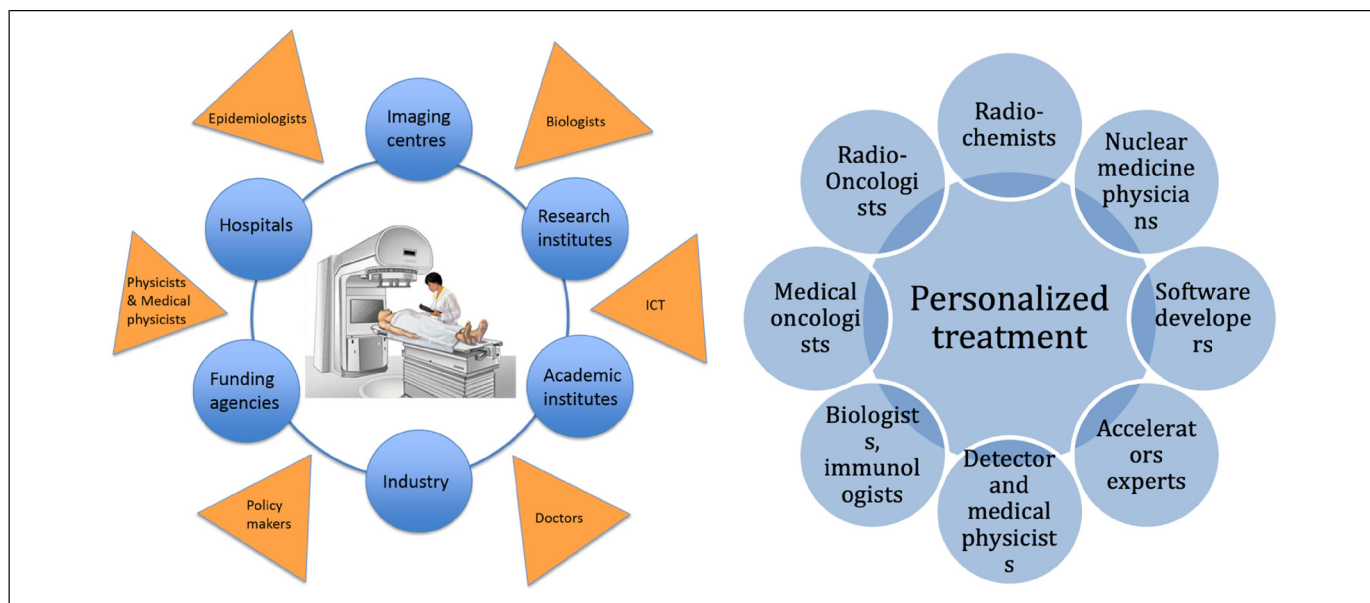 Epidemiologists
Imaging
centres
Biologists
Hospitals
Research
institutes
Physicists
& Medical
physicists
ICT
Funding
agencies
Academic
institutes
Industry
Policy
makers
Doctors
Radio-
chemists
Radio-
Oncologi
sts
Nuclear
medicine
physicia
ns
Medical
oncologi
sts
Personalized
treatment
Software
develope
rs
Biologist
s,
immunol
ogists
Accelerat
ors
experts
Detector
and
medical
physicist
s